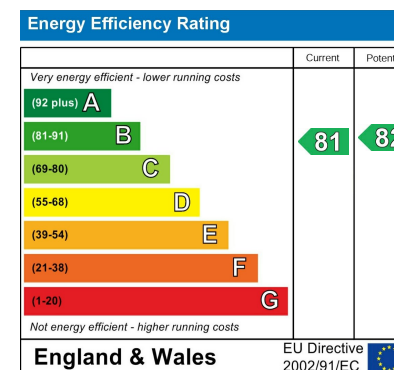 Energy Efficiency Rating
Current Potent
Very energy efficient - lower running costs
(92 plus) A
(81-91) B
81 82
(69-80) C
(55-68) D
(39-54) E
(21-38) F
(1-20) G
Not energy efficient - higher running costs
England & Wales
EU Directive
2002/91/EC